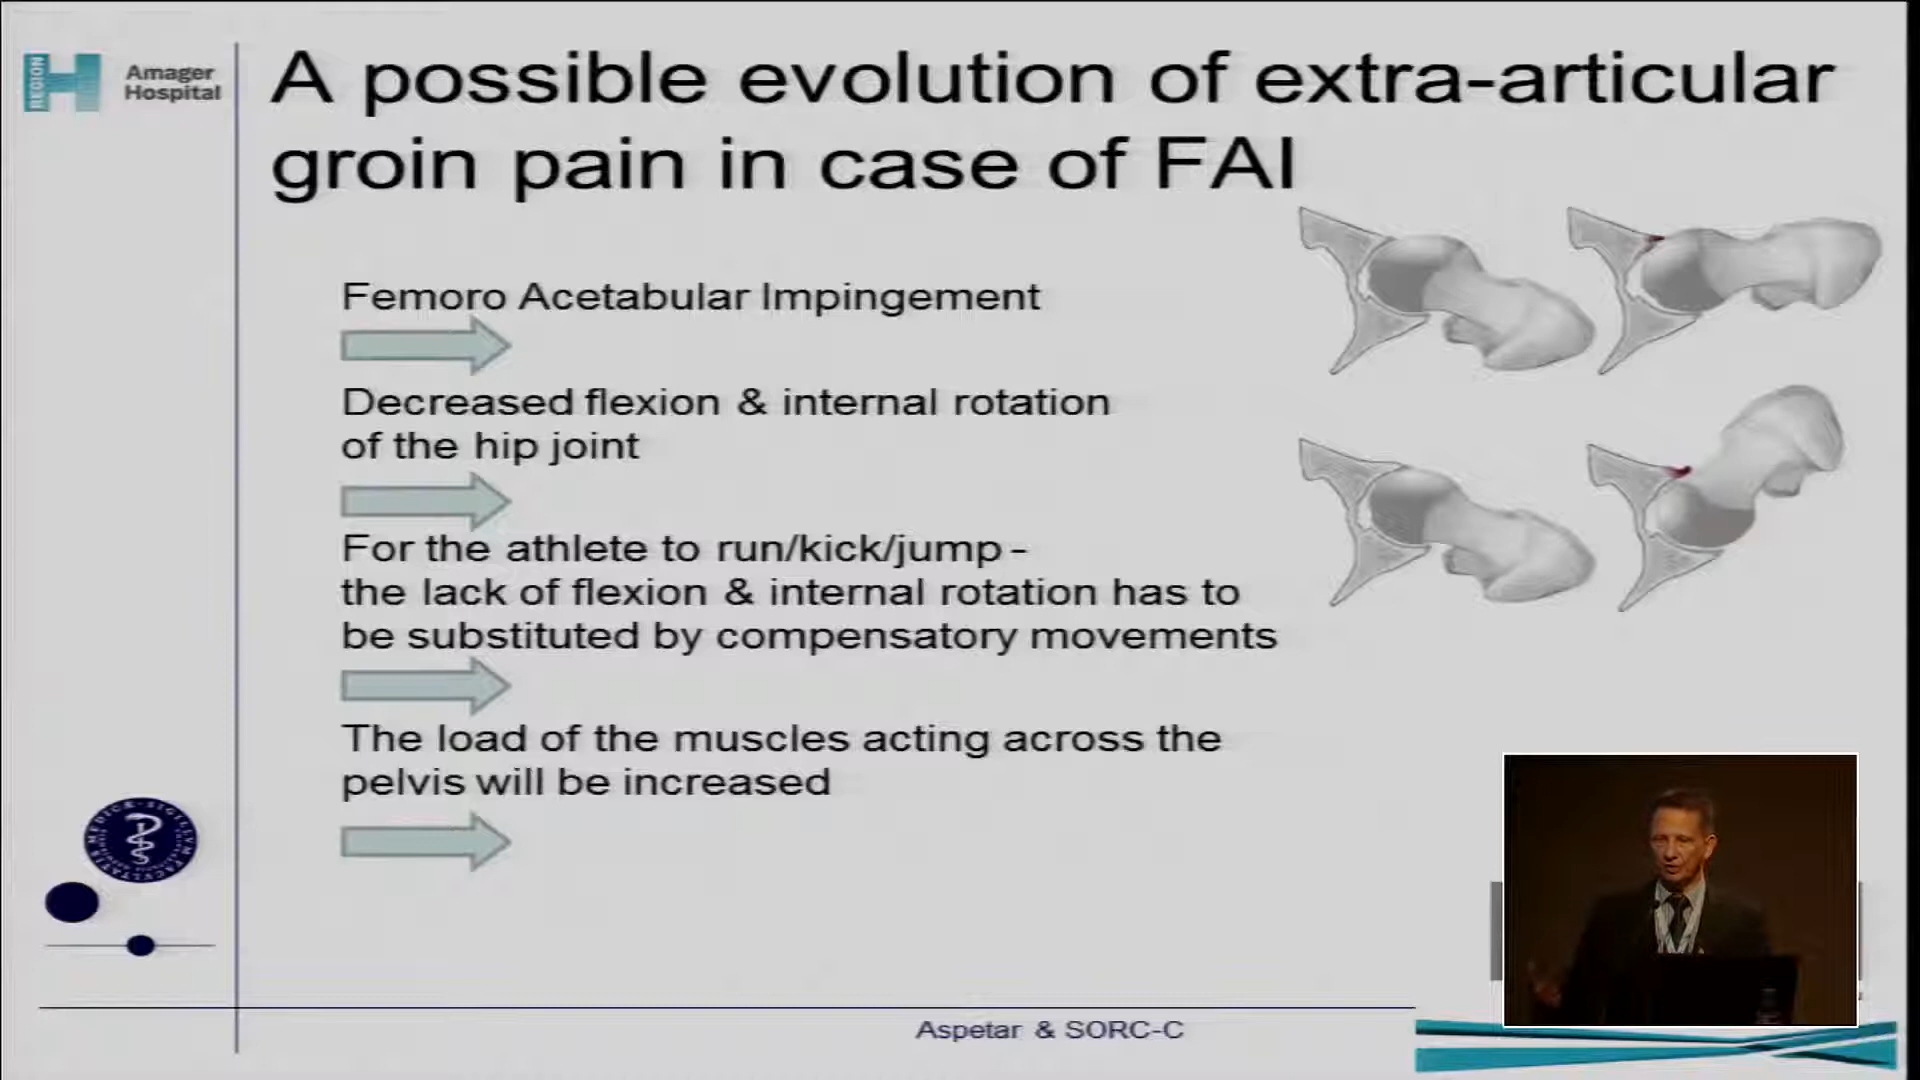 REGION
Amager
Hospital
A possible evolution of extra-articular
groin pain in case of FAI
Femoro Acetabular Impingement
Decreased flexion & internal rotation
of the hip joint
For the athlete to run/kick/jump -
the lack of flexion & internal rotation has to
be substituted by compensatory movements
The load of the muscles acting across the
pelvis will be increased
Aspetar & SORC-C